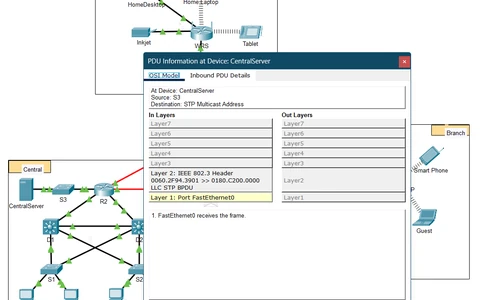 HomeDesktop
Home Laptop
Inkjet
WRS
Tablet
PDU Information at Device: CentralServer
OSI Model
Inbound PDU Details
At Device: CentralServer
Source: S3
Destination: STP Multicast Address
In Layers
Out Layers
Layer7
Layer6
Layer5
Layer4
Layer3
Layer 2: IEEE 802.3 Header
0060.2F94.3901 >> 0180.C200.0000
LLC STP BPDU
Layer 1: Port FastEthernet0
Layer7
Layer6
Layer5
Layer4
Layer3
Layer2
Layer1
1. FastEthernet0 receives the frame.
Central
CentralServer
S3
R2
D1
D2
S1
S2
Branch
Smart Phone
P
Guest